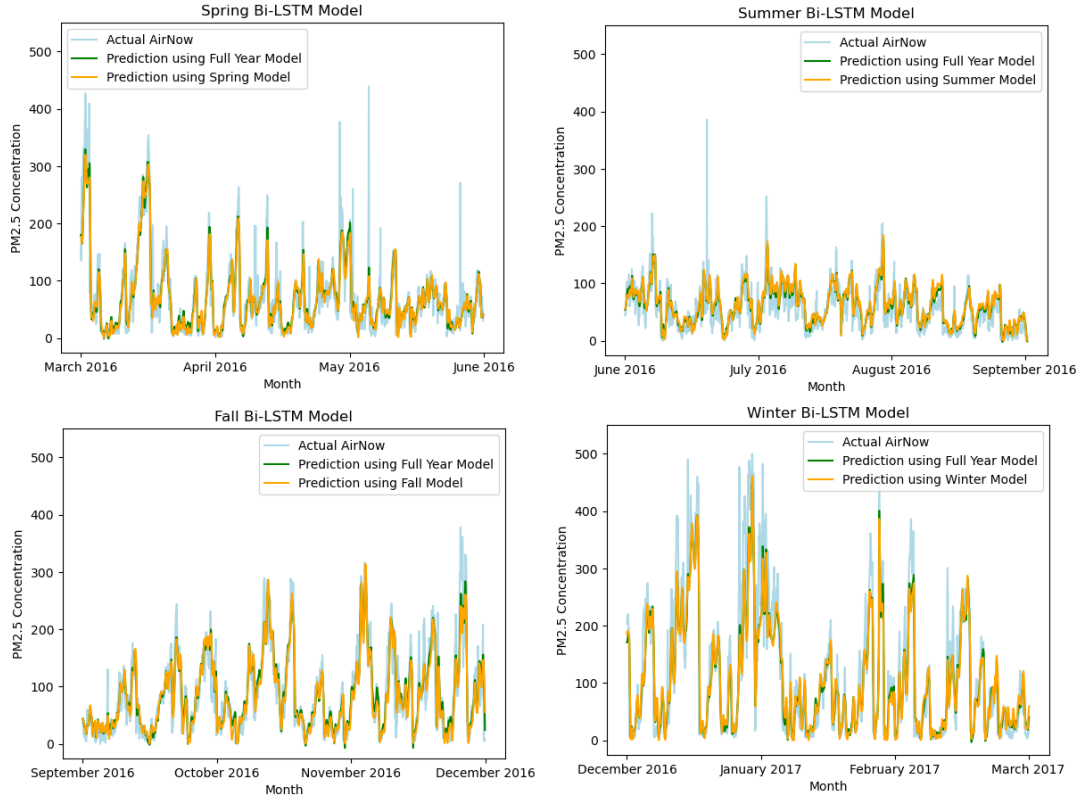 Spring Bi-LSTM Model
Actual AirNow
Prediction using Full Year Model
Prediction using Spring Model
500
400
300
200
100
0
PM2.5 Concentration
March 2016 April 2016 May 2016 June 2016
Month
Summer Bi-LSTM Model
Actual AirNow
Prediction using Full Year Model
Prediction using Summer Model
500
400
300
200
100
0
PM2.5 Concentration
June 2016 July 2016 August 2016 September 2016
Month
Fall Bi-LSTM Model
Actual AirNow
Prediction using Full Year Model
Prediction using Fall Model
500
400
300
200
100
0
PM2.5 Concentration
September 2016 October 2016 November 2016 December 2016
Month
Winter Bi-LSTM Model
Actual AirNow
Prediction using Full Year Model
Prediction using Winter Model
500
400
300
200
100
0
PM2.5 Concentration
December 2016 January 2017 February 2017 March 2017
Month